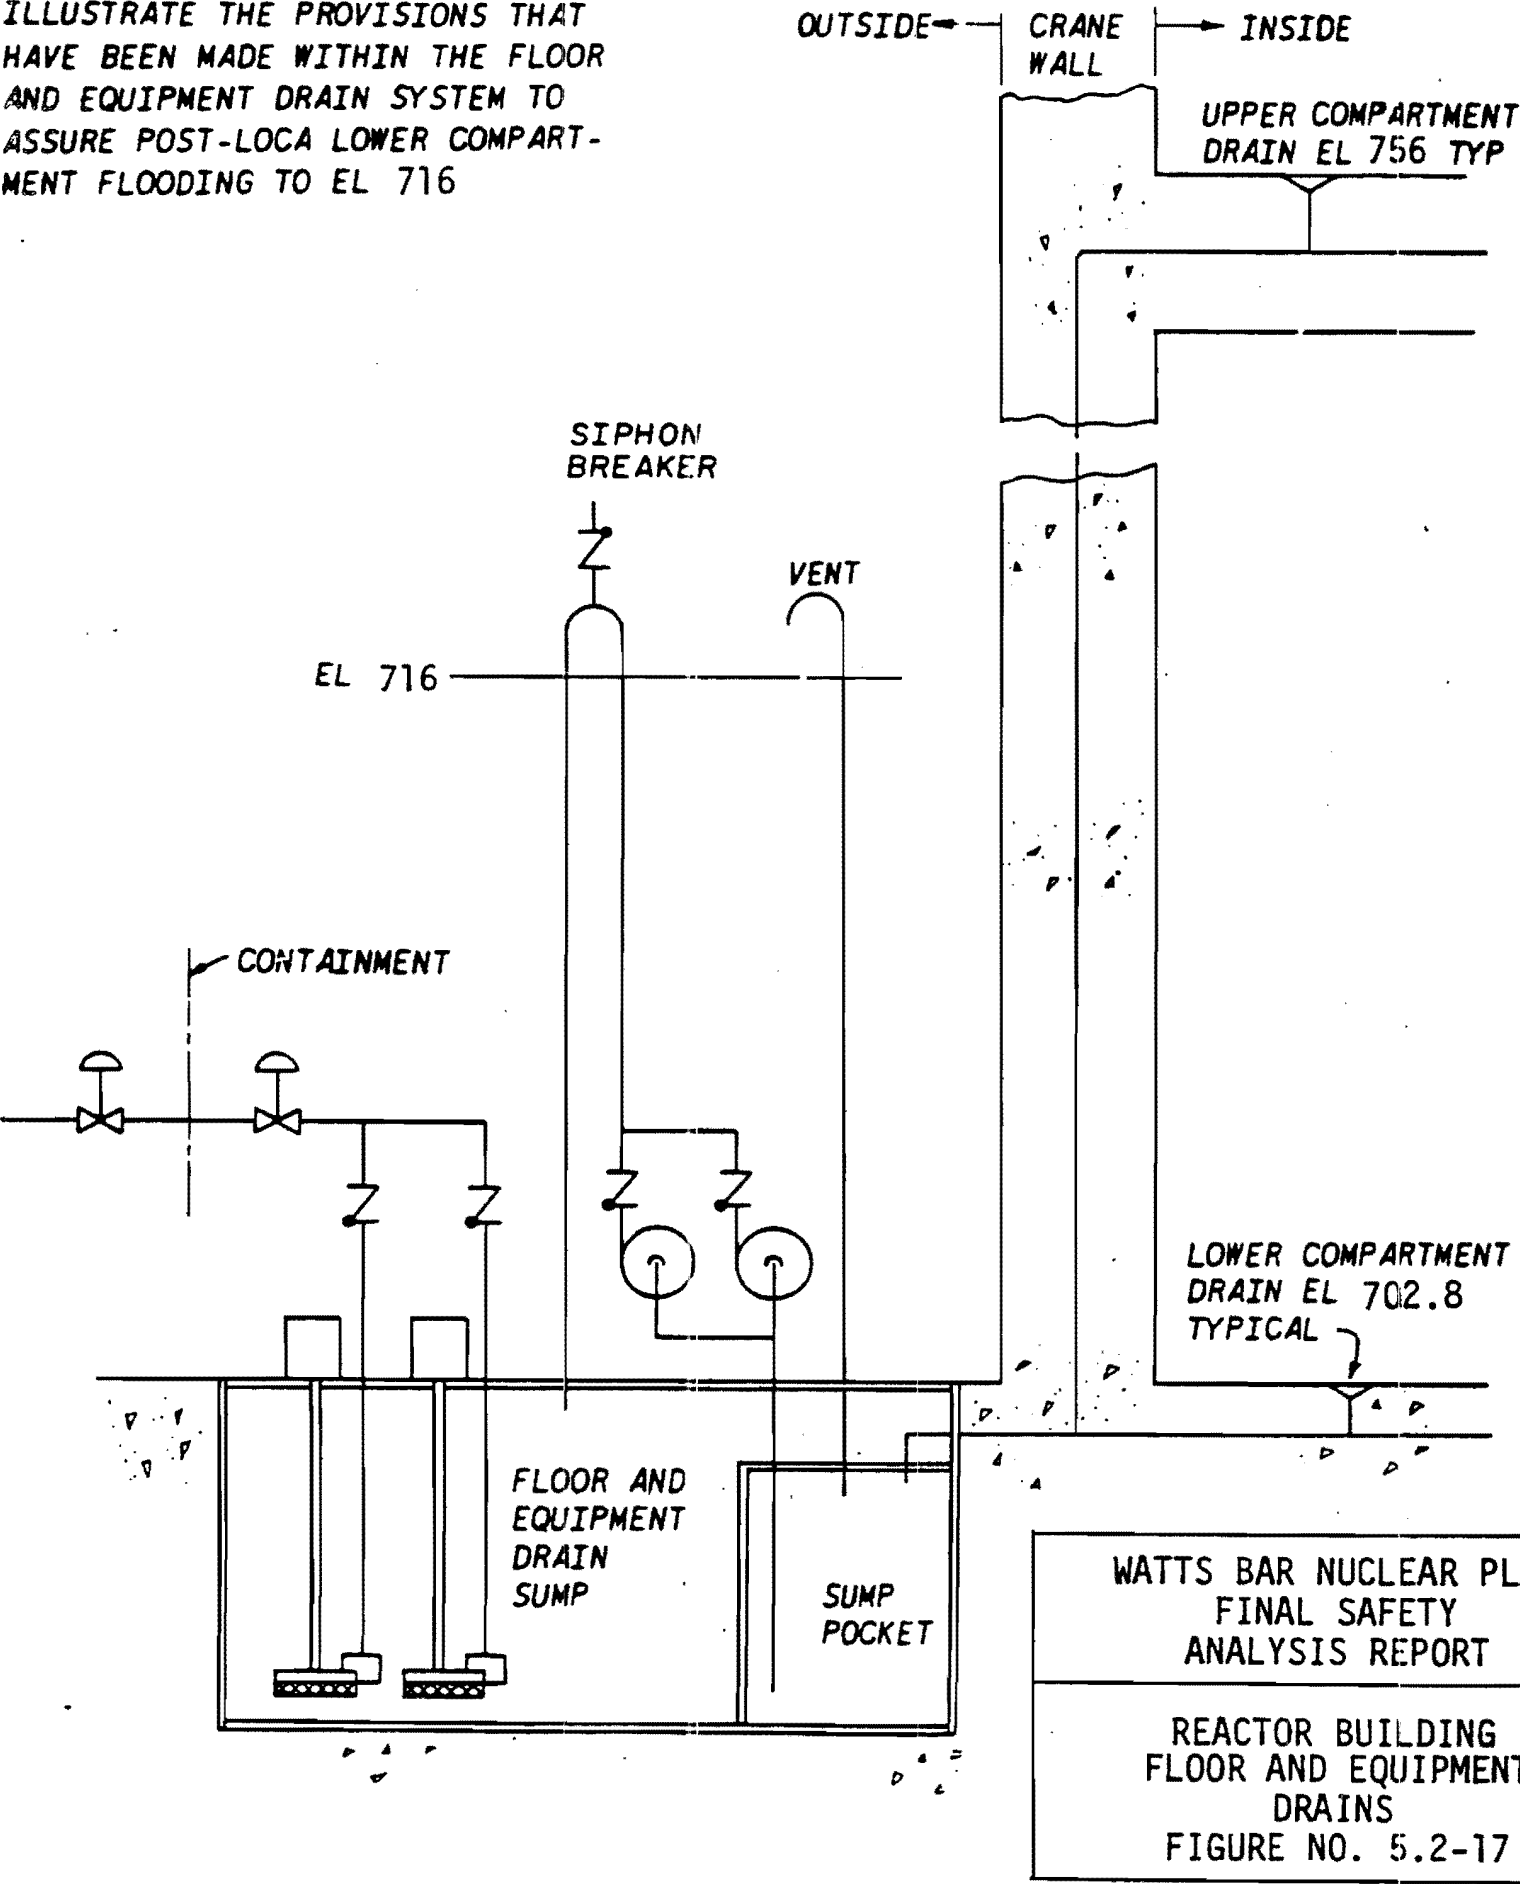 ILLUSTRATE THE PROVISIONS THAT
HAVE BEEN MADE WITHIN THE FLOOR
AND EQUIPMENT DRAIN SYSTEM TO
ASSURE POST-LOCA LOWER COMPART-
MENT FLOODING TO EL 716
OUTSIDE
CRANE
WALL
INSIDE
UPPER COMPARTMENT
DRAIN EL 756 TYP
SIPHON
BREAKER
VENT
EL 716
CONTAINMENT
LOWER COMPARTMENT
DRAIN EL 702.8
TYPICAL
FLOOR AND
EQUIPMENT
DRAIN
SUMP
SUMP
POCKET
WATTS BAR NUCLEAR PL
FINAL SAFETY
ANALYSIS REPORT
REACTOR BUILDING
FLOOR AND EQUIPMENT
DRAINS
FIGURE NO. 5.2-17